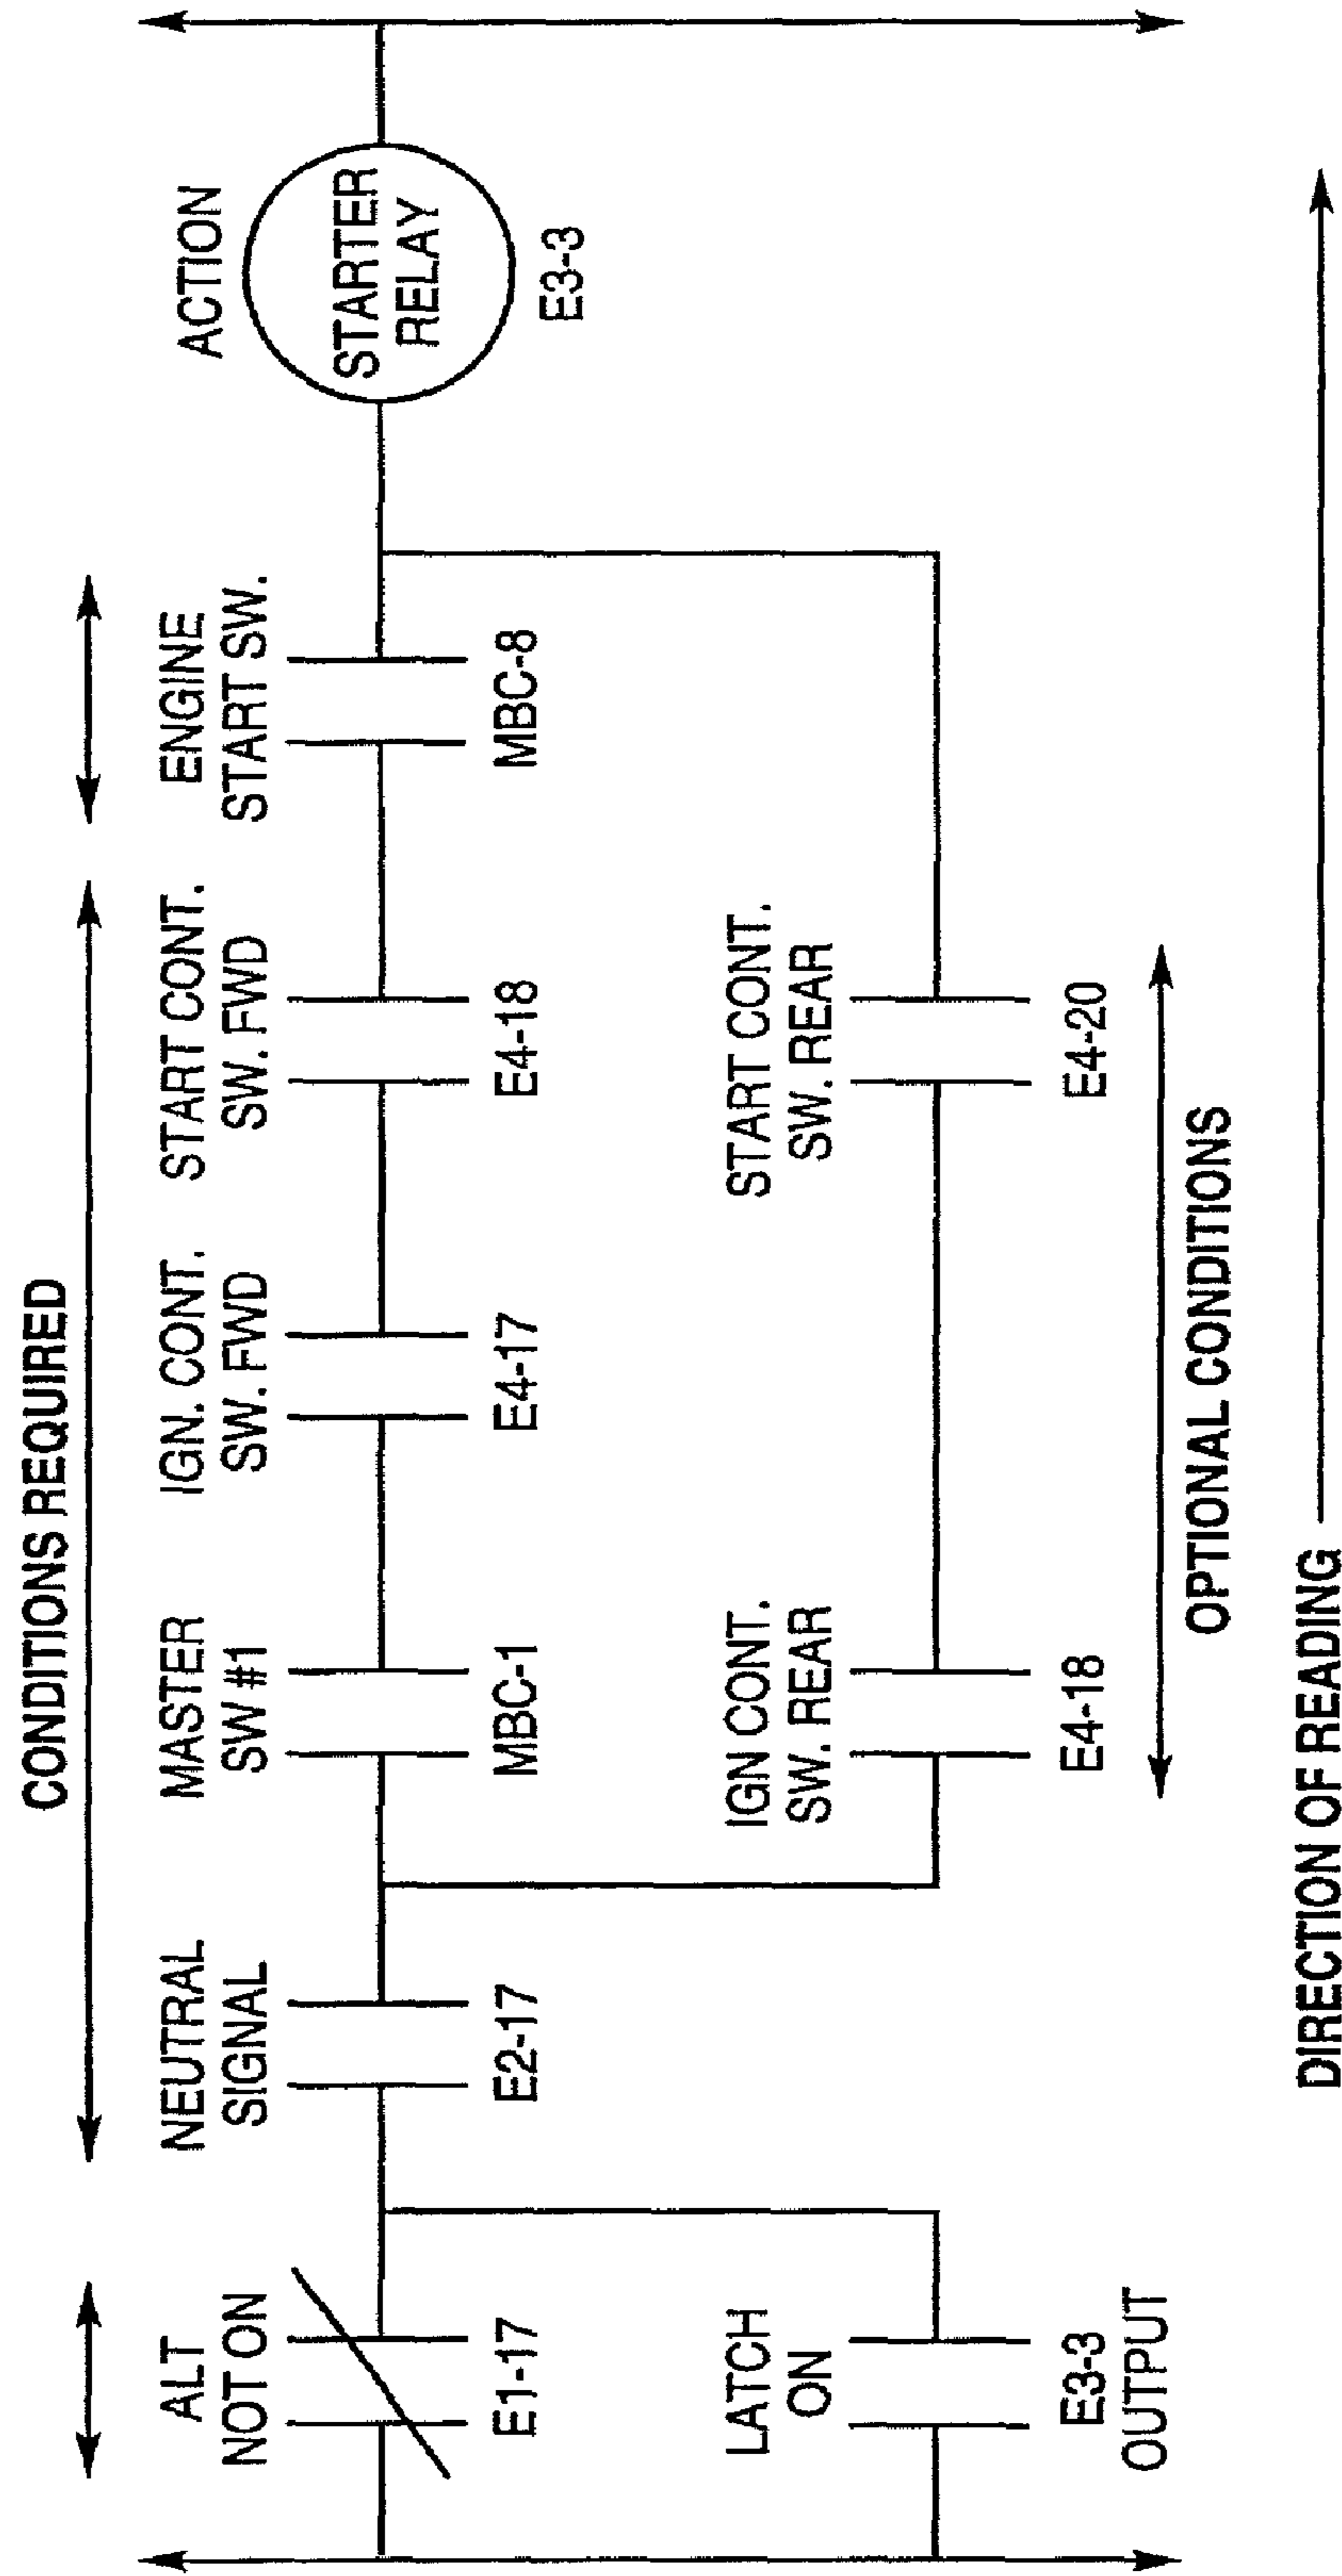 CONDITIONS REQUIRED
ALT
NOT ON
E1-17
NEUTRAL
SIGNAL
E2-17
MASTER
SW #1
MBC-1
IGN. CONT.
SW. FWD
E4-17
START CONT.
SW. FWD
E4-18
ENGINE
START SW.
MBC-8
ACTION
STARTER
RELAY
E3-3
LATCH
ON
E3-3
OUTPUT
IGN CONT.
SW. REAR
E4-18
START CONT.
SW. REAR
E4-20
OPTIONAL CONDITIONS
DIRECTION OF READING